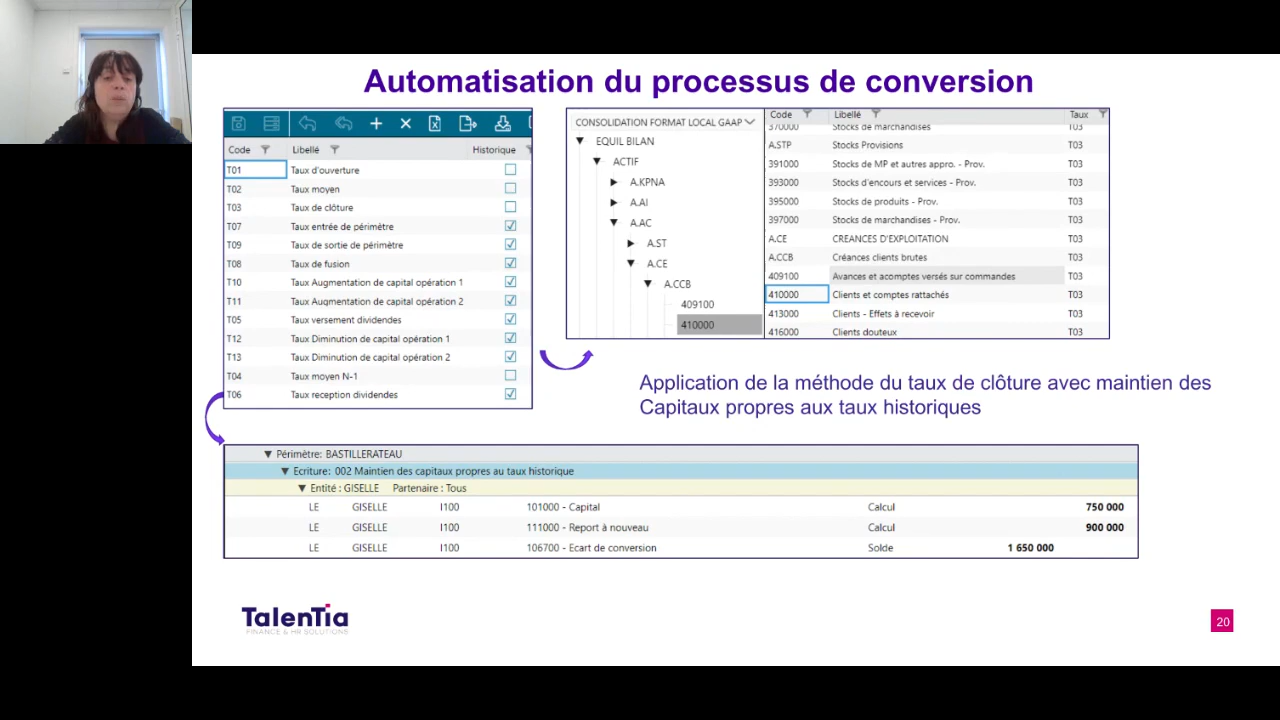 Automatisation du processus de conversion
Code Libellé Historique
T01 Taux d'ouverture
T02 Taux moyen
T03 Taux de clôture
T07 Taux entrée de périmètre
T09 Taux de sortie de périmètre
T08 Taux de fusion
T10 Taux Augmentation de capital opération 1
T11 Taux Augmentation de capital opération 2
T05 Taux versement dividendes
T12 Taux Diminution de capital opération 1
T13 Taux Diminution de capital opération 2
T04 Taux moyen N-1
T06 Taux reception dividendes
CONSOLIDATION FORMAT LOCAL GAAP
EQUIL BILAN
ACTIF
A.KPNA
A.AI
A.AC
A.ST
A.CE
A.CCB
409100
410000
Code Libellé Taux
370000 Stocks de marchandises T03
A.STP Stocks Provisions T03
391000 Stocks de MP et autres appro. - Prov. T03
393000 Stocks d'encours et services - Prov. T03
395000 Stocks de produits - Prov. T03
397000 Stocks de marchandises - Prov. T03
A.CE CREANCES D'EXPLOITATION T03
A.CCB Créances clients brutes T03
409100 Avances et acomptes versés sur commandes T03
410000 Clients et comptes rattachés T03
413000 Clients - Effets à recevoir T03
416000 Clients douteux T03
Application de la méthode du taux de clôture avec maintien des
Capitaux propres aux taux historiques
Périmètre: BASTILLERATEAU
Ecriture: 002 Maintien des capitaux propres au taux historique
Entité : GISELLE Partenaire : Tous
LE GISELLE I100 101000 - Capital Calcul 750 000
LE GISELLE I100 111000 - Report à nouveau Calcul 900 000
LE GISELLE I100 106700 - Ecart de conversion Solde 1 650 000
TalenTia
FINANCE & HR SOLUTIONS
20